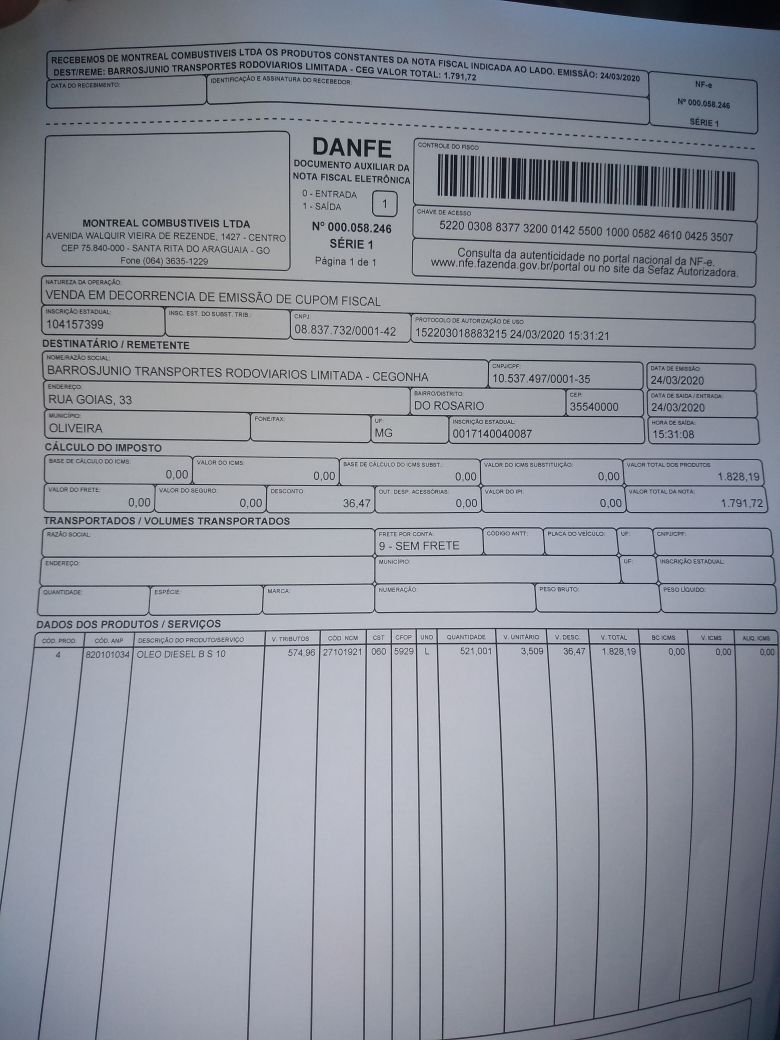 RECEBEMOS DE MONTREAL COMBUSTIVEIS LTDA OS PRODUTOS CONSTANTES DA NOTA FISCAL INDICADA AO LADO. EMISSÃO: 24/03/2020
DEST/REME: BARROSJUNIO TRANSPORTES RODOVIARIOS LIMITADA - CEG VALOR TOTAL: 1.791,72
DATA DO RECEBIMENTO:
IDENTIFICAÇÃO E ASSINATURA DO RECEBEDOR:
NF-e
Nº 000.058.246
SÉRIE 1
MONTREAL COMBUSTIVEIS LTDA
AVENIDA WALQUIR VIEIRA DE REZENDE, 1427 - CENTRO
CEP 75.840-000 - SANTA RITA DO ARAGUAIA - GO
Fone (064) 3635-1229
DANFE
DOCUMENTO AUXILIAR DA
NOTA FISCAL ELETRÔNICA
0 - ENTRADA
1 - SAÍDA
1
Nº 000.058.246
SÉRIE 1
Página 1 de 1
CONTROLE DO FISCO
CHAVE DE ACESSO
5220 0308 8377 3200 0142 5500 1000 0582 4610 0425 3507
Consulta da autenticidade no portal nacional da NF-e.
www.nfe.fazenda.gov.br/portal ou no site da Sefaz Autorizadora.
NATUREZA DA OPERAÇÃO:
VENDA EM DECORRENCIA DE EMISSÃO DE CUPOM FISCAL
INSCRIÇÃO ESTADUAL: INSC. EST. DO SUBST. TRIB.: CNPJ: PROTOCOLO DE AUTORIZAÇÃO DE USO
104157399 08.837.732/0001-42 152203018883215 24/03/2020 15:31:21
DESTINATÁRIO / REMETENTE
NOME/RAZÃO SOCIAL: CNPJ/CPF: DATA DE EMISSÃO:
BARROSJUNIO TRANSPORTES RODOVIARIOS LIMITADA - CEGONHA 10.537.497/0001-35 24/03/2020
ENDEREÇO: BAIRRO/DISTRITO: CEP: DATA DE SAIDA / ENTRADA:
RUA GOIAS, 33 DO ROSARIO 35540000 24/03/2020
MUNICÍPIO: FONE/FAX: UF: INSCRIÇÃO ESTADUAL: HORA DE SAÍDA:
OLIVEIRA MG 0017140040087 15:31:08
CÁLCULO DO IMPOSTO
BASE DE CÁLCULO DO ICMS: VALOR DO ICMS: BASE DE CÁLCULO DO ICMS SUBST.: VALOR DO ICMS SUBSTITUIÇÃO: VALOR TOTAL DOS PRODUTOS
0,00 0,00 0,00 0,00 1.828,19
VALOR DO FRETE: VALOR DO SEGURO: DESCONTO: OUT. DESP. ACESSÓRIAS: VALOR DO IPI: VALOR TOTAL DA NOTA:
0,00 0,00 36,47 0,00 0,00 1.791,72
TRANSPORTADOS / VOLUMES TRANSPORTADOS
RAZÃO SOCIAL: FRETE POR CONTA: CÓDIGO ANTT: PLACA DO VEÍCULO: UF: CNPJ/CPF:
9 - SEM FRETE
ENDEREÇO: MUNICÍPIO: UF: INSCRIÇÃO ESTADUAL:
QUANTIDADE: ESPÉCIE: MARCA: NUMERAÇÃO: PESO BRUTO: PESO LÍQUIDO:
DADOS DOS PRODUTOS / SERVIÇOS
CÓD. PROD. CÓD. ANP DESCRIÇÃO DO PRODUTO/SERVIÇO V. TRIBUTOS CÓD. NCM CST CFOP UND QUANTIDADE V. UNITÁRIO V. DESC. V. TOTAL BC ICMS V. ICMS ALIQ. ICMS
4 820101034 OLEO DIESEL B S 10 574,96 27101921 060 5929 L 521,001 3,509 36,47 1.828,19 0,00 0,00 0,00